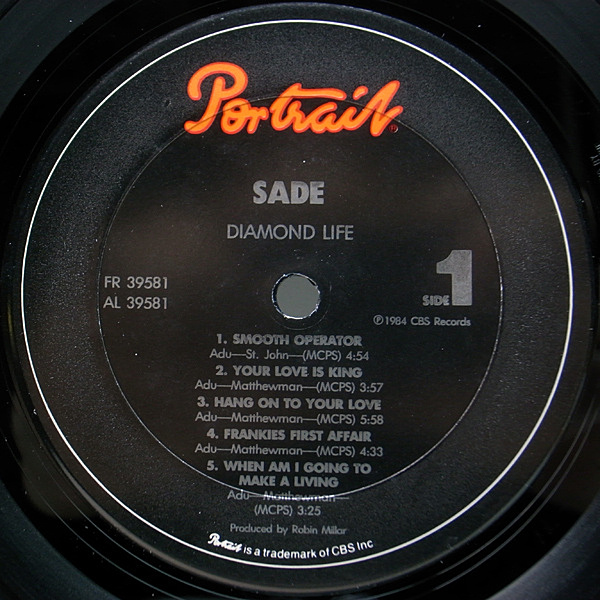 Portrait
SADE
DIAMOND LIFE
FR 39581
AL 39581
SIDE 1
℗1984 CBS Records
1. SMOOTH OPERATOR
Adu—St. John—(MCPS) 4:54
2. YOUR LOVE IS KING
Adu—Matthewman—(MCPS) 3:57
3. HANG ON TO YOUR LOVE
Adu—Matthewman—(MCPS) 5:58
4. FRANKIES FIRST AFFAIR
Adu—Matthewman—(MCPS) 4:33
5. WHEN AM I GOING TO
MAKE A LIVING
Adu—Matthewman—
(MCPS) 3:25
Produced by Robin Millar
Portrait is a trademark of CBS Inc